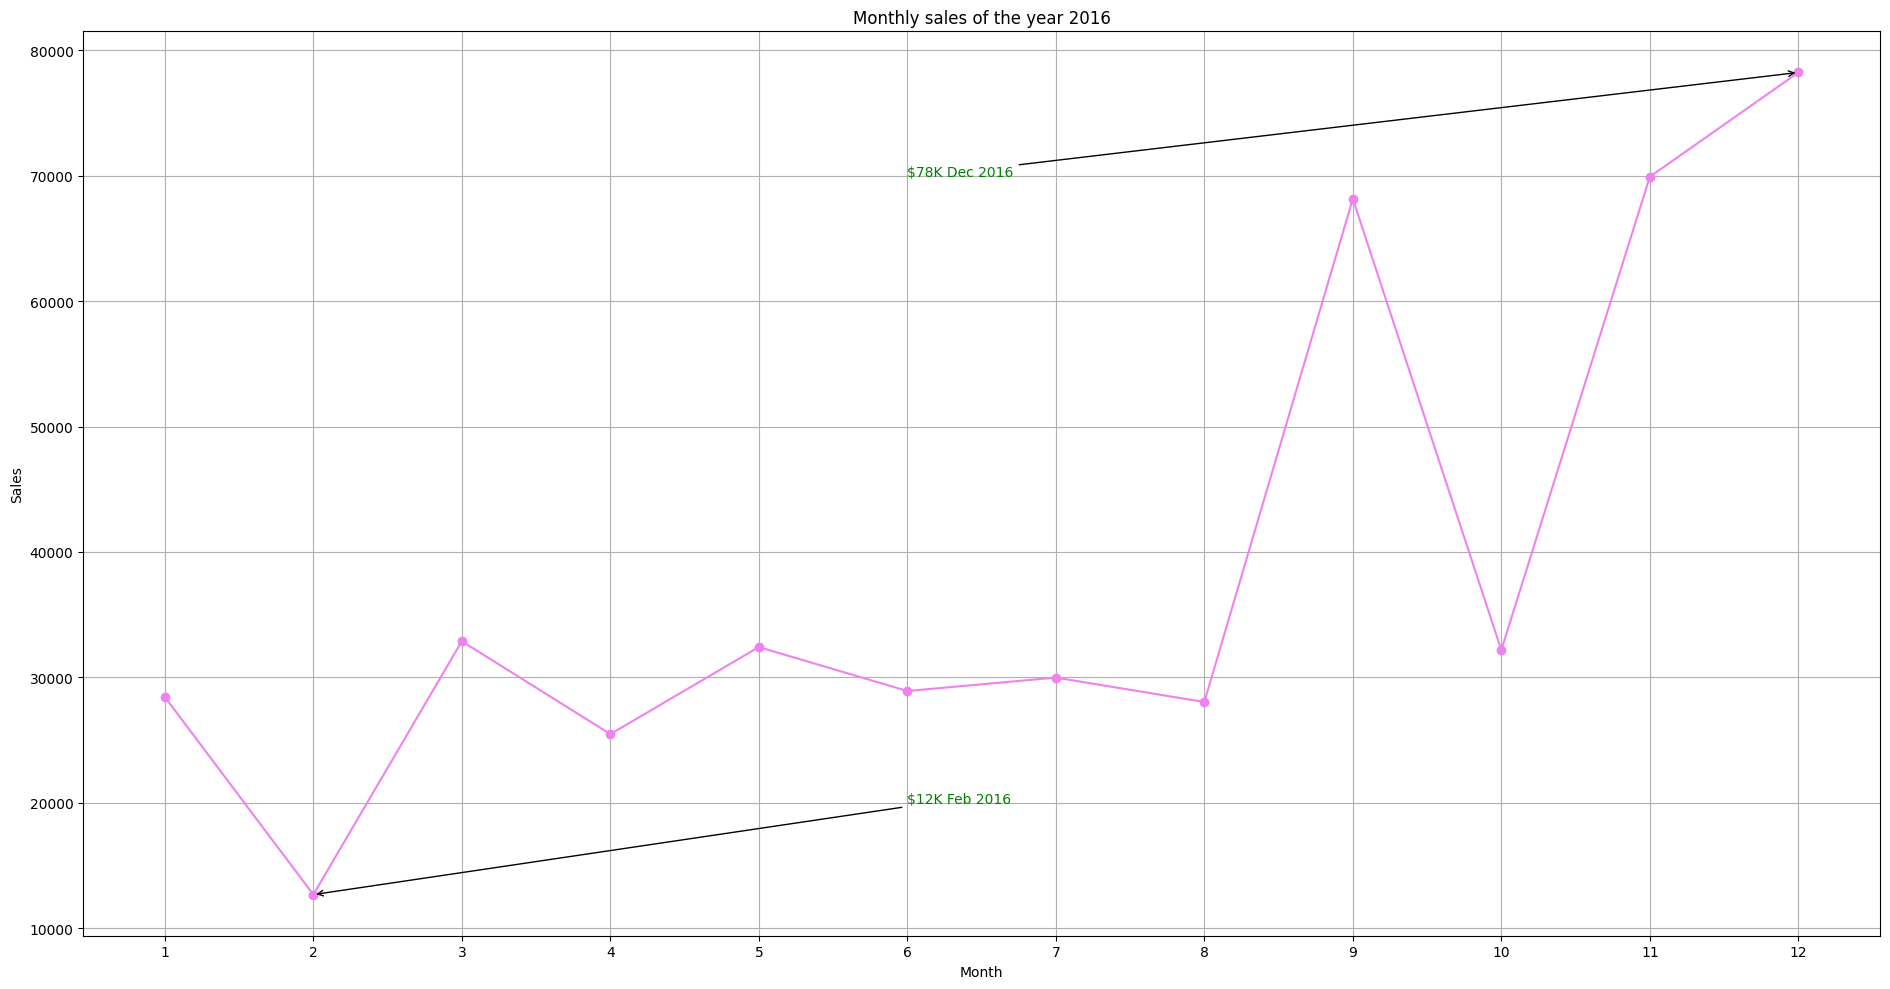 Monthly sales of the year 2016
80000
70000
60000
50000
40000
30000
20000
10000
Sales
$78K Dec 2016
$12K Feb 2016
1 2 3 4 5 6 7 8 9 10 11 12
Month